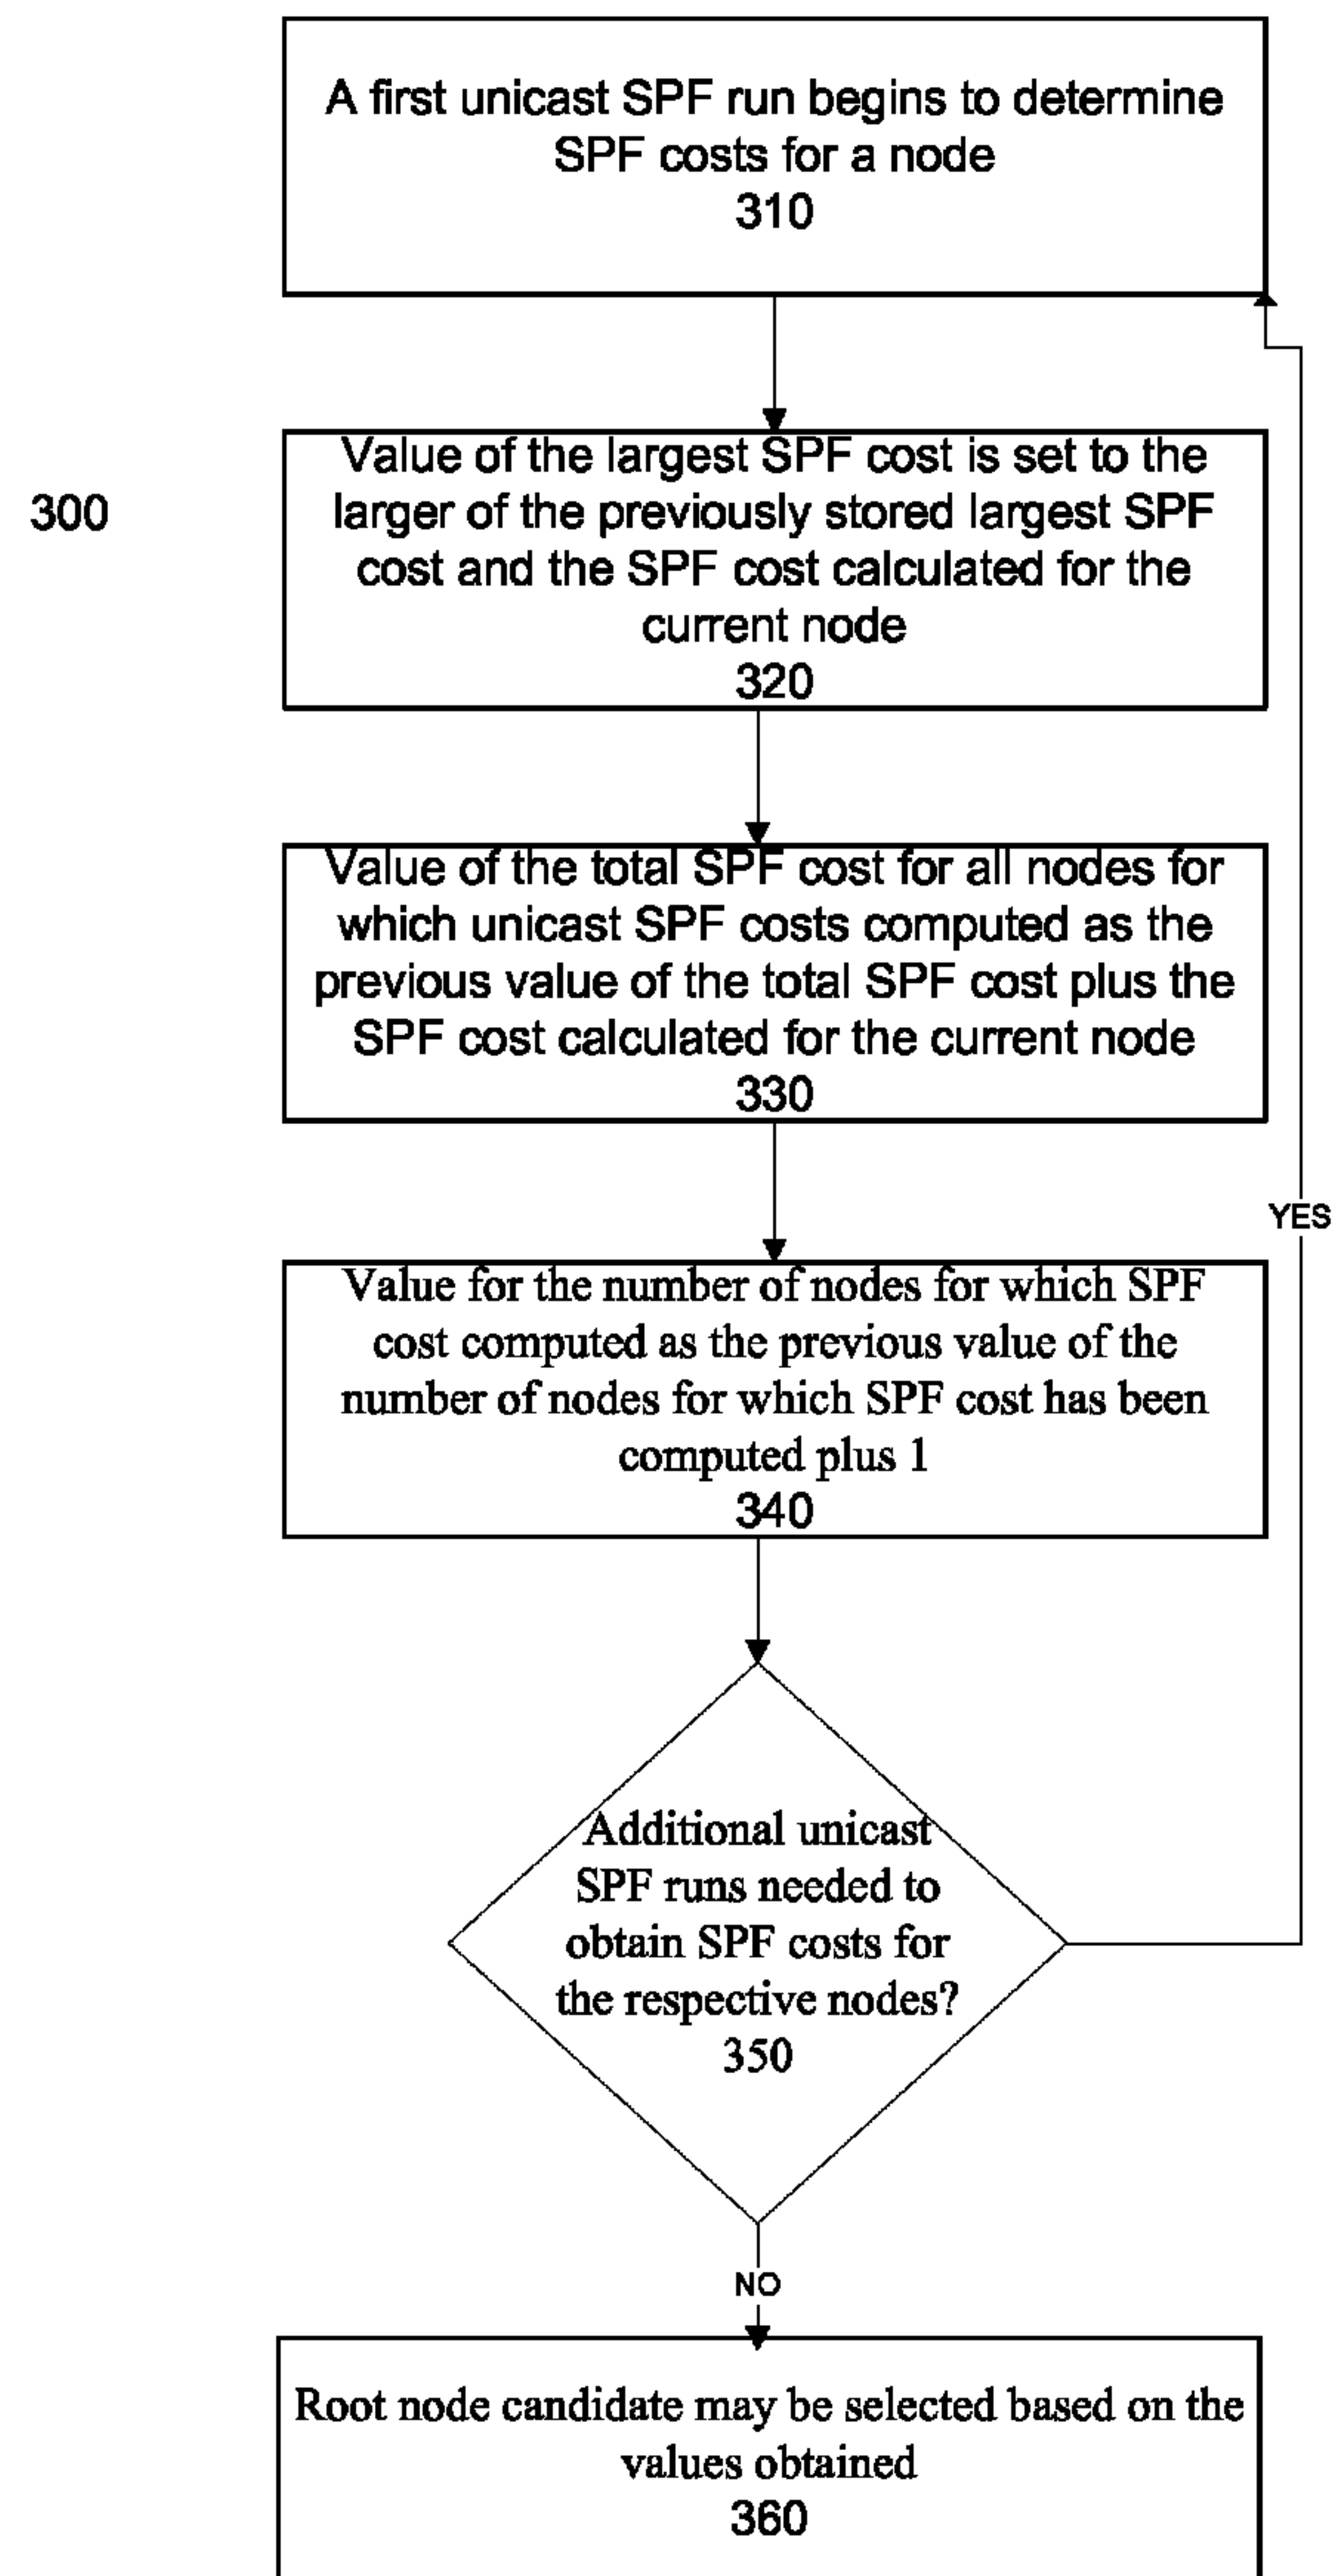 A first unicast SPF run begins to determine
SPF costs for a node
310
300
Value of the largest SPF cost is set to the
larger of the previously stored largest SPF
cost and the SPF cost calculated for the
current node
320
Value of the total SPF cost for all nodes for
which unicast SPF costs computed as the
previous value of the total SPF cost plus the
SPF cost calculated for the current node
330
YES
Value for the number of nodes for which SPF
cost computed as the previous value of the
number of nodes for which SPF cost has been
computed plus 1
340
Additional unicast
SPF runs needed to
obtain SPF costs for
the respective nodes?
350
NO
Root node candidate may be selected based on the
values obtained
360